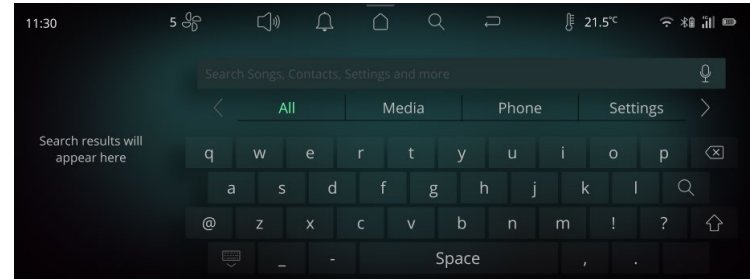 11:30
5
21.5°C
Search Songs, Contacts, Settings and more
All Media Phone Settings
Search results will
appear here
q w e r t y u i o p
a s d f g h j k l
@ z x c v b n m ! ?
_ - Space , .